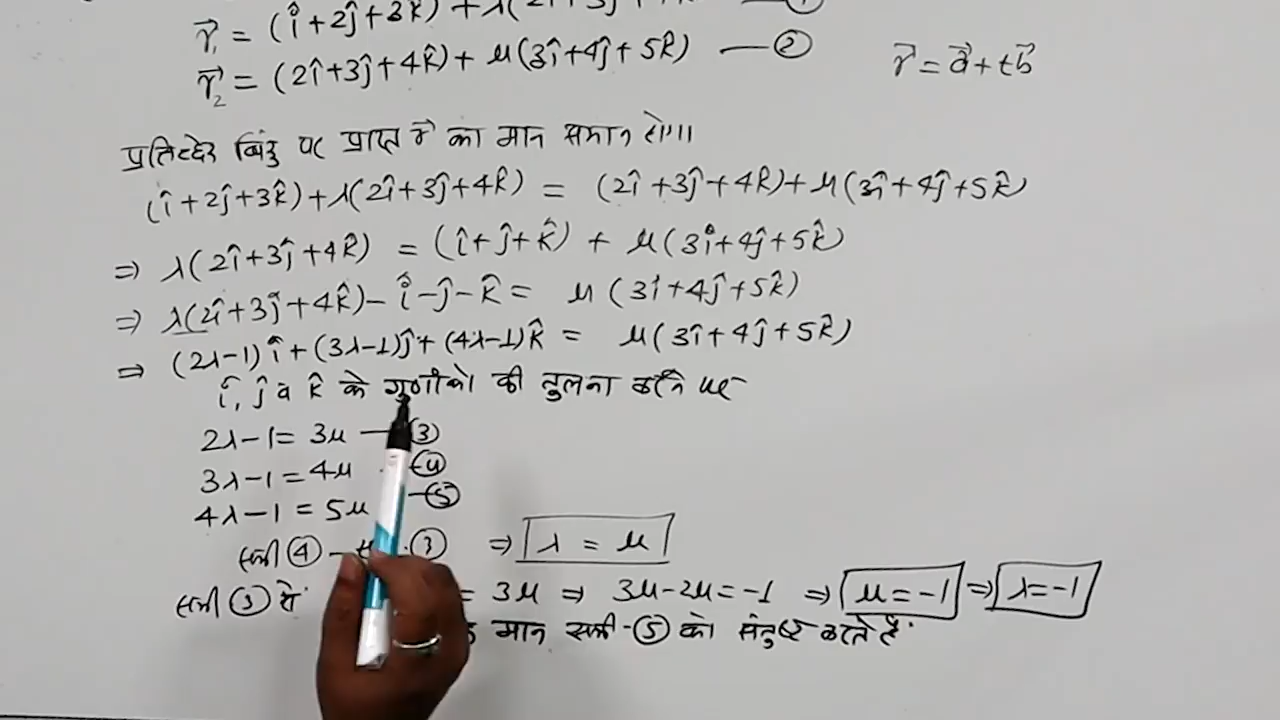 r⃗₁ = (î+2ĵ+3k̂)+λ(2î+3ĵ+
r⃗₂ = (2î+3ĵ+4k̂)+μ(3î+4ĵ+5k̂) —②
r⃗ = a⃗+tb⃗
प्रतिच्छेद बिंदु पर प्राप्त r⃗ का मान समान होगा।
(î+2ĵ+3k̂)+λ(2î+3ĵ+4k̂) = (2î+3ĵ+4k̂)+μ(3î+4ĵ+5k̂)
⇒ λ(2î+3ĵ+4k̂) = (î+ĵ+k̂) + μ(3î+4ĵ+5k̂)
⇒ λ(2î+3ĵ+4k̂)-î-ĵ-k̂ = μ(3î+4ĵ+5k̂)
⇒ (2λ-1)î+(3λ-1)ĵ+(4λ-1)k̂ = μ(3î+4ĵ+5k̂)
î, ĵ व k̂ के गुणांको की तुलना करने पर
2λ-1 = 3μ —③
3λ-1 = 4μ -④
4λ-1 = 5μ -⑤
समी ④ - ③ ⇒ λ = μ
समी ③ से = 3μ ⇒ 3μ-2μ = -1 ⇒ μ = -1 ⇒ λ = -1
मान समी-⑤ को संतुष्ट करते हैं.